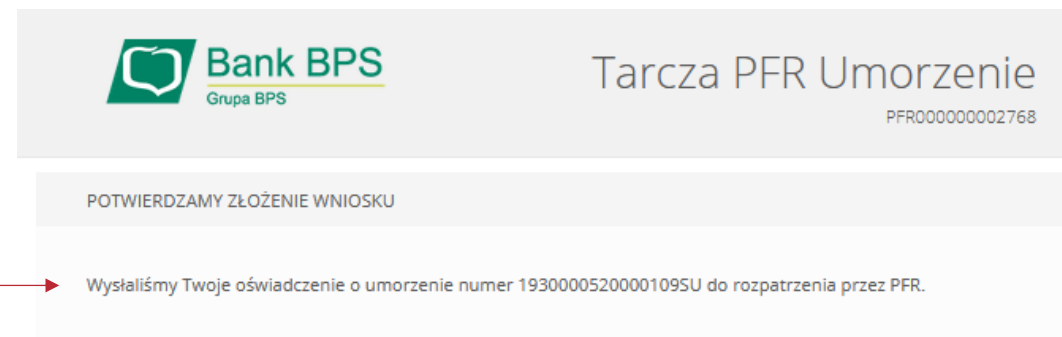 Bank BPS
Grupa BPS
Tarcza PFR Umorzenie
PFR000000002768
POTWIERDZAMY ZŁOŻENIE WNIOSKU
Wysłaliśmy Twoje oświadczenie o umorzenie numer 1930000520000109SU do rozpatrzenia przez PFR.